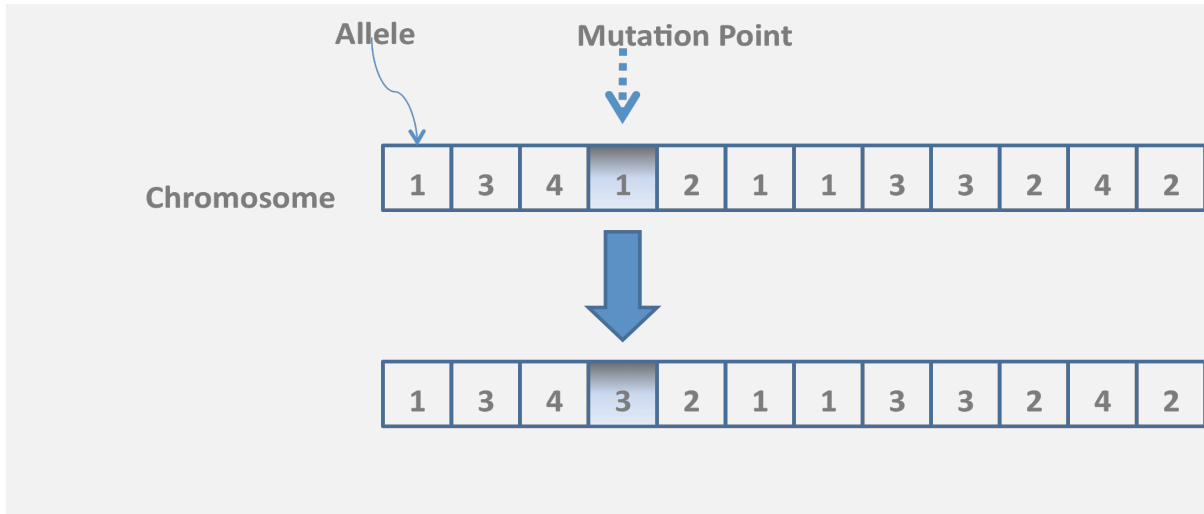 Allele Mutation Point
1 3 4 1 2 1 1 3 3 2 4 2
Chromosome
1 3 4 3 2 1 1 3 3 2 4 2